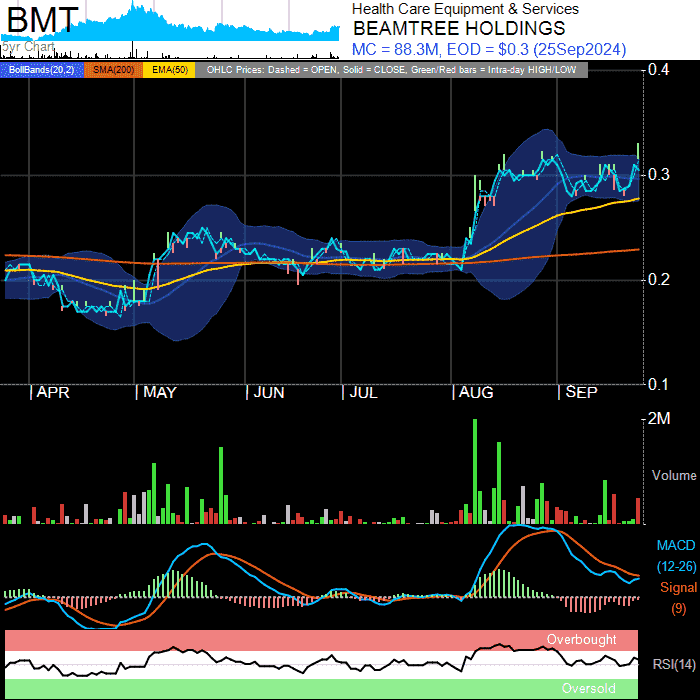 BMT
5yr Chart
Health Care Equipment & Services
BEAMTREE HOLDINGS
MC = 88.3M, EOD = $0.3 (25Sep2024)
BollBands(20,2) SMA(200) EMA(50) OHLC Prices: Dashed = OPEN, Solid = CLOSE, Green/Red bars = Intra-day HIGH/LOW
0.4
0.3
0.2
0.1
APR MAY JUN JUL AUG SEP
2M
Volume
MACD
(12-26)
Signal
(9)
Overbought
RSI(14)
Oversold